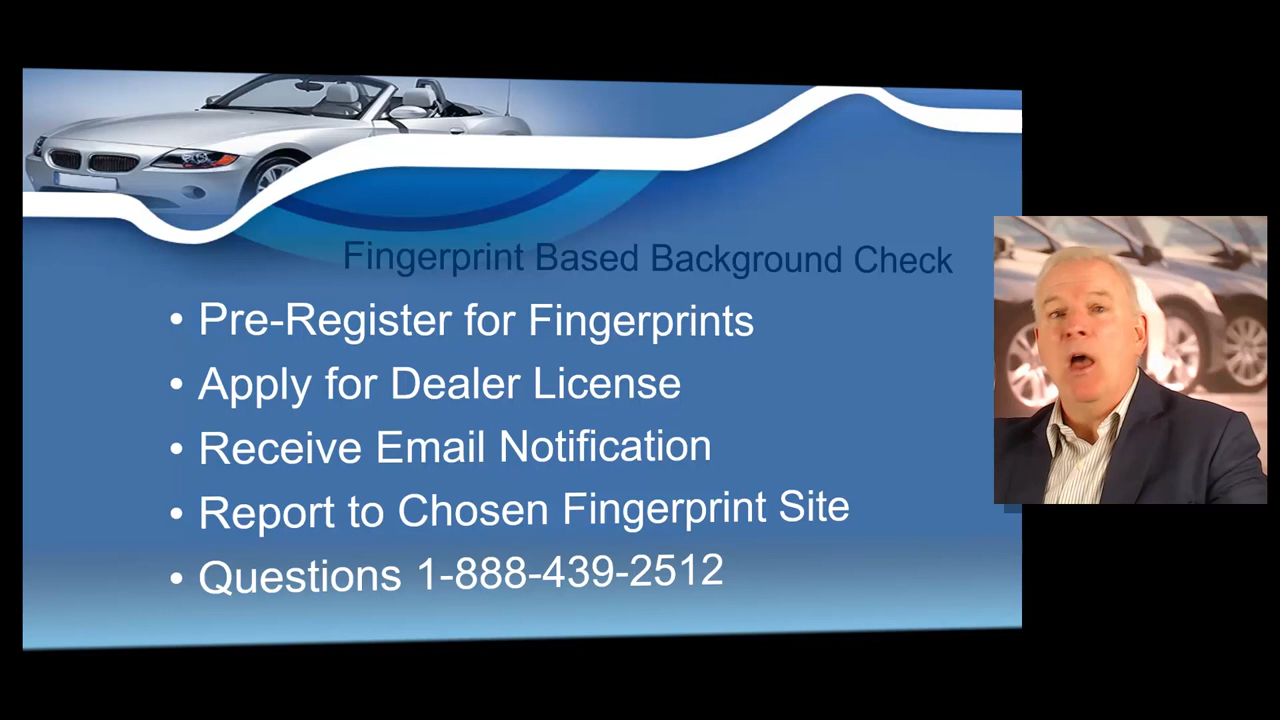 Fingerprint Based Background Check
• Pre-Register for Fingerprints
• Apply for Dealer License
• Receive Email Notification
• Report to Chosen Fingerprint Site
• Questions 1-888-439-2512